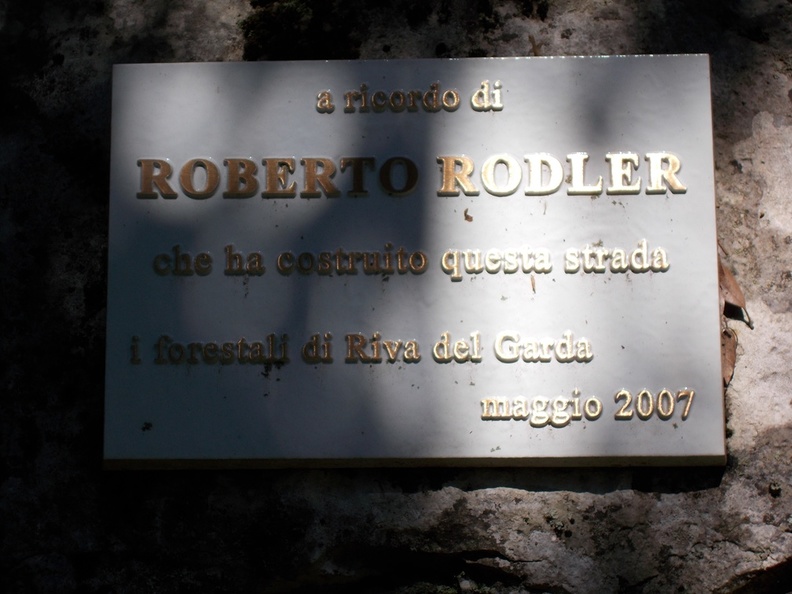 a ricordo di
ROBERTO RODLER
che ha costruito questa strada
i forestali di Riva del Garda
maggio 2007